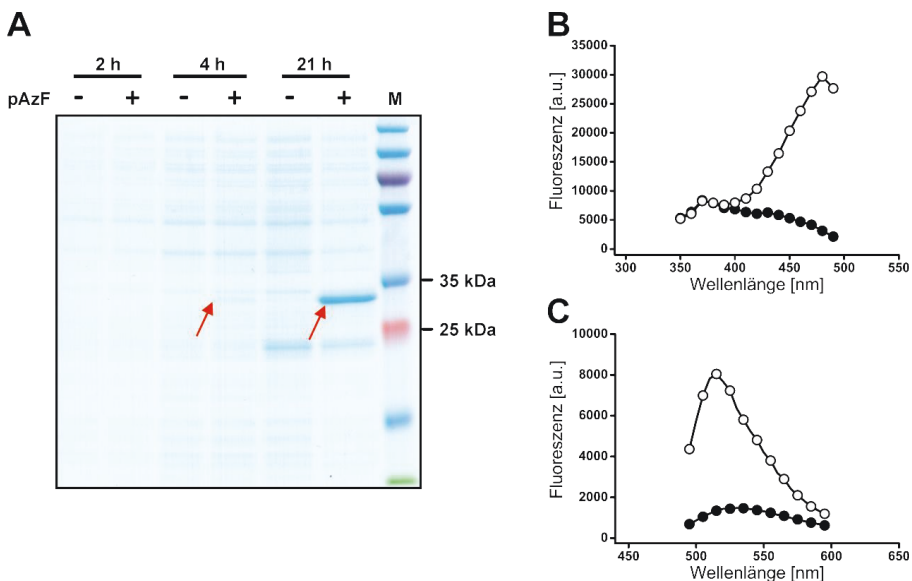 A
2 h 4 h 21 h
pAzF - + - + - + M
35 kDa
25 kDa
B
Fluoreszenz [a.u.]
35000
30000
25000
20000
15000
10000
5000
0
300 350 400 450 500 550
Wellenlänge [nm]
C
Fluoreszenz [a.u.]
10000
8000
6000
4000
2000
0
450 500 550 600 650
Wellenlänge [nm]